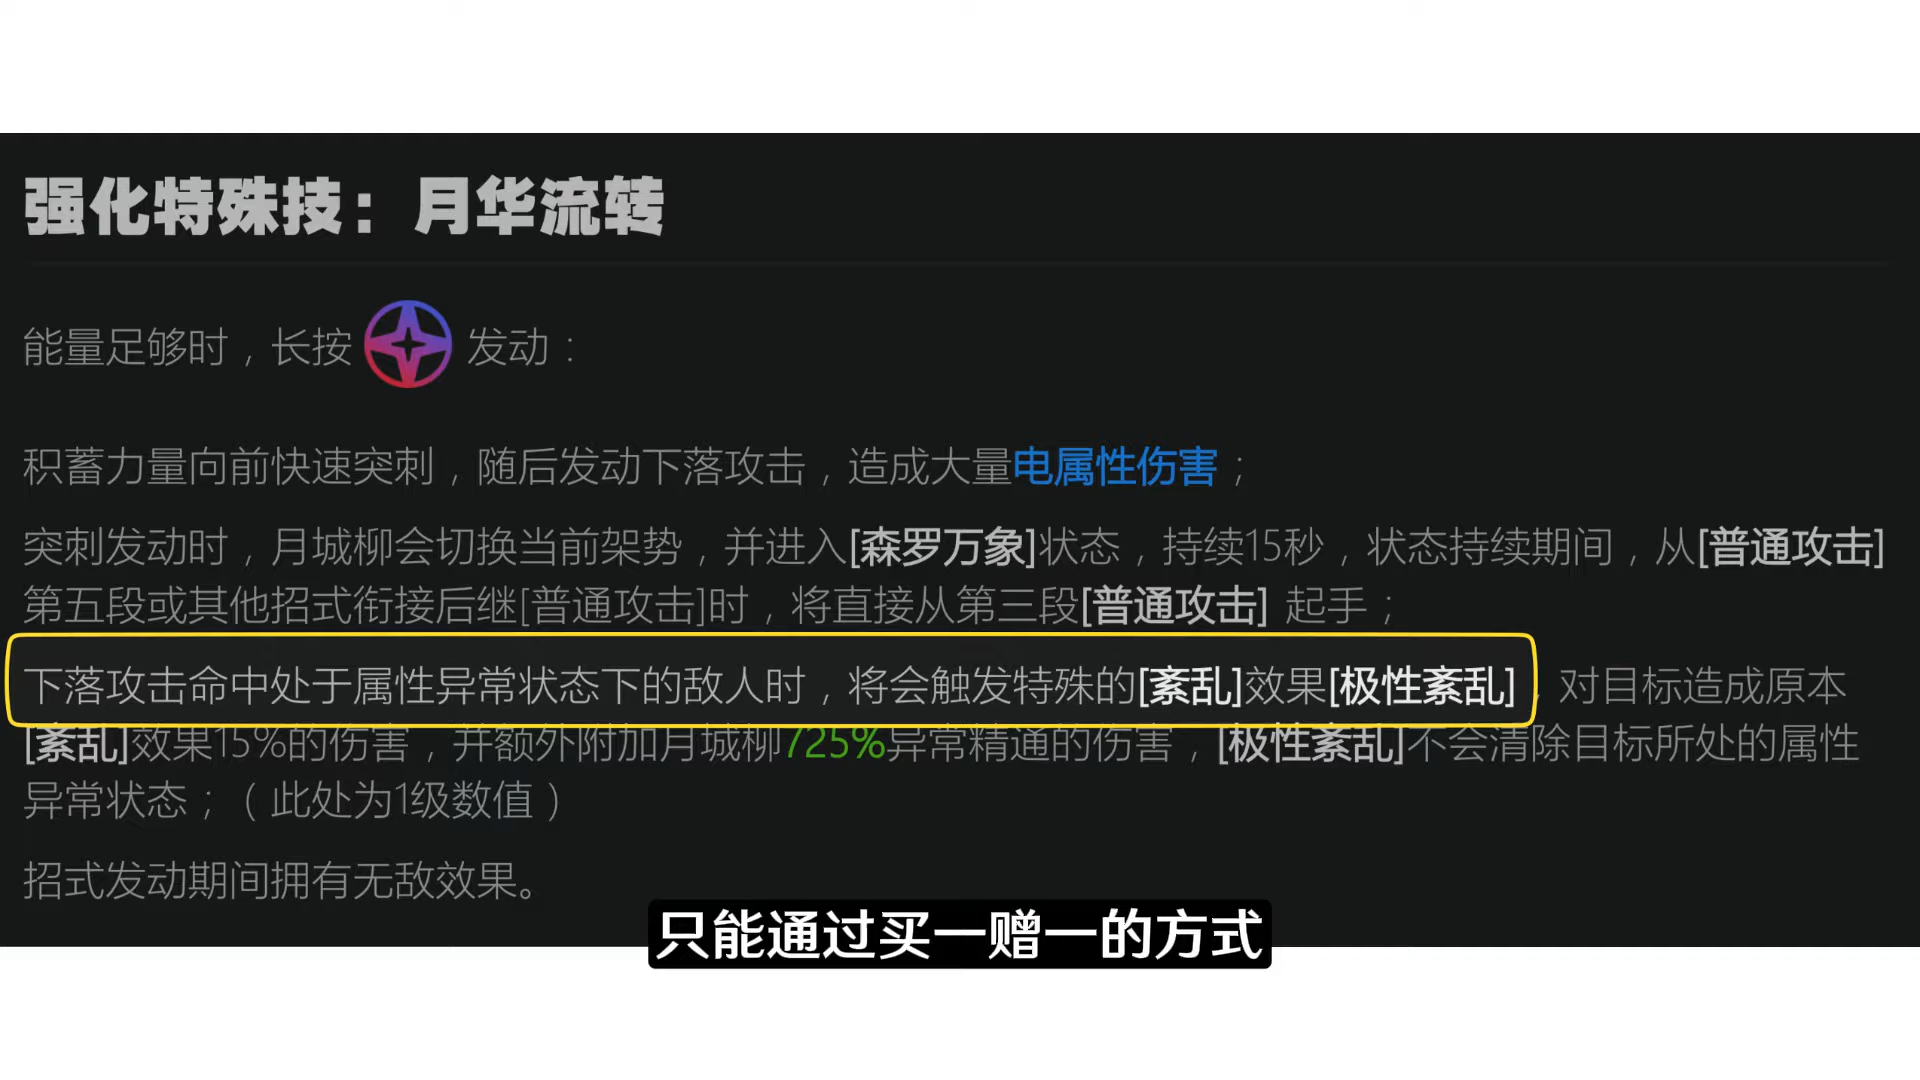 强化特殊技：月华流转
能量足够时，长按 发动：
积蓄力量向前快速突刺，随后发动下落攻击，造成大量电属性伤害；
突刺发动时，月城柳会切换当前架势，并进入[森罗万象]状态，持续15秒，状态持续期间，从[普通攻击]
第五段或其他招式衔接后继[普通攻击]时，将直接从第三段[普通攻击] 起手；
下落攻击命中处于属性异常状态下的敌人时，将会触发特殊的[紊乱]效果[极性紊乱]，对目标造成原本
[紊乱]效果15%的伤害，并额外附加月城柳725%异常精通的伤害，[极性紊乱]不会清除目标所处的属性
异常状态；（此处为1级数值）
招式发动期间拥有无敌效果。
只能通过买一赠一的方式